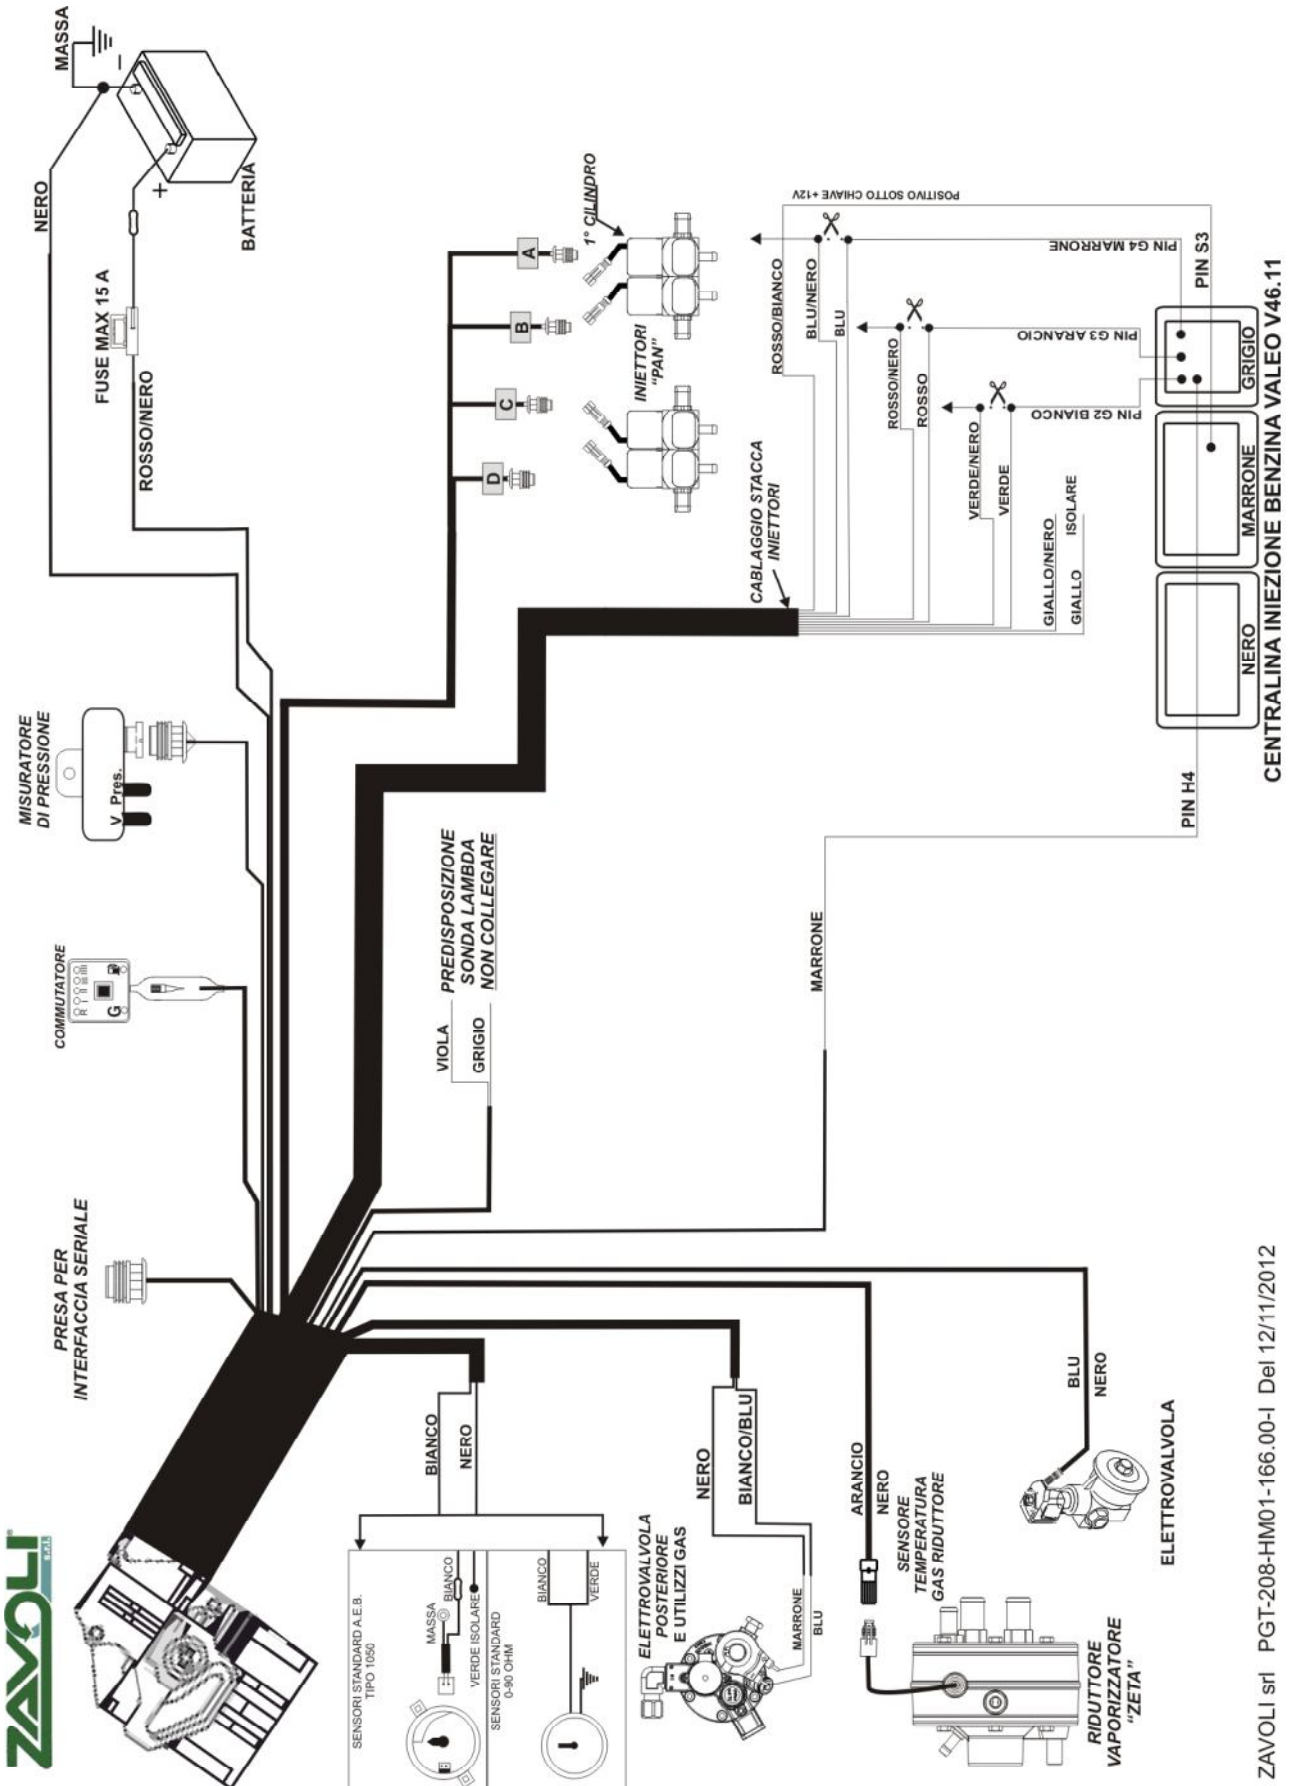 ZAVOLI
s.r.l.
PRESA PER
INTERFACCIA SERIALE
COMMUTATORE
R I II III IIII
G
MISURATORE
DI PRESSIONE
V Pres.
NERO
MASSA
FUSE MAX 15 A
ROSSO/NERO
+
−
BATTERIA
D
C
B
A
INIETTORI
“PAN”
1° CILINDRO
PREDISPOSIZIONE
SONDA LAMBDA
NON COLLEGARE
VIOLA
GRIGIO
CABLAGGIO STACCA
INIETTORI
ROSSO/BIANCO
BLU/NERO
BLU
ROSSO/NERO
ROSSO
VERDE/NERO
VERDE
GIALLO/NERO
GIALLO
ISOLARE
POSITIVO SOTTO CHIAVE +12V
PIN G4 MARRONE
PIN G3 ARANCIO
PIN G2 BIANCO
PIN S3
PIN H4
MARRONE
NERO
MARRONE
GRIGIO
CENTRALINA INIEZIONE BENZINA VALEO V46.11
BIANCO
NERO
SENSORI STANDARD A.E.B.
TIPO 1050
MASSA
BIANCO
VERDE ISOLARE
SENSORI STANDARD
0-90 OHM
BIANCO
VERDE
ELETTROVALVOLA
POSTERIORE
E UTILIZZI GAS
NERO
BIANCO/BLU
MARRONE
BLU
ARANCIO
NERO
SENSORE
TEMPERATURA
GAS RIDUTTORE
RIDUTTORE
VAPORIZZATORE
“ZETA”
BLU
NERO
ELETTROVALVOLA
ZAVOLI srl PGT-208-HM01-166.00-I Del 12/11/2012